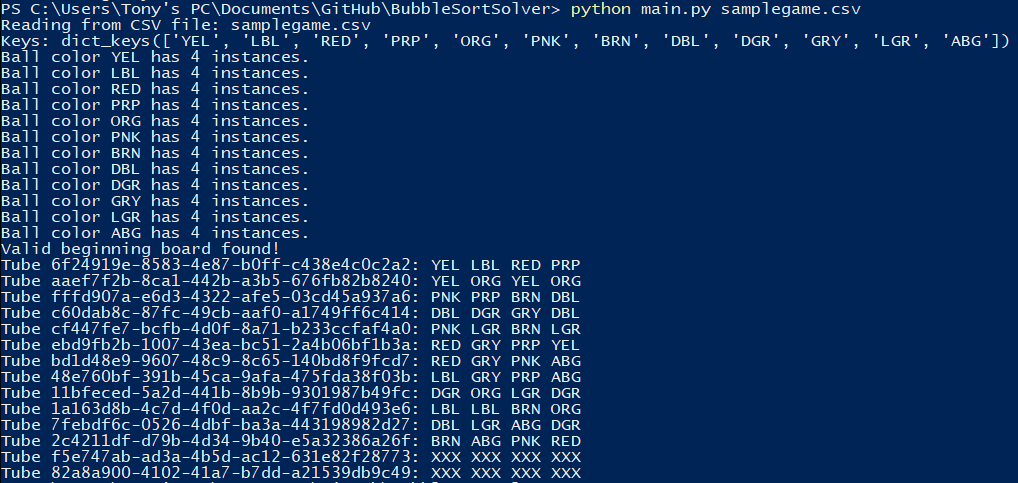 PS C:\Users\Tony's PC\Documents\GitHub\BubbleSortSolver> python main.py samplegame.csv
Reading from CSV file: samplegame.csv
Keys: dict_keys(['YEL', 'LBL', 'RED', 'PRP', 'ORG', 'PNK', 'BRN', 'DBL', 'DGR', 'GRY', 'LGR', 'ABG'])
Ball color YEL has 4 instances.
Ball color LBL has 4 instances.
Ball color RED has 4 instances.
Ball color PRP has 4 instances.
Ball color ORG has 4 instances.
Ball color PNK has 4 instances.
Ball color BRN has 4 instances.
Ball color DBL has 4 instances.
Ball color DGR has 4 instances.
Ball color GRY has 4 instances.
Ball color LGR has 4 instances.
Ball color ABG has 4 instances.
Valid beginning board found!
Tube 6f24919e-8583-4e87-b0ff-c438e4c0c2a2: YEL LBL RED PRP
Tube aaef7f2b-8ca1-442b-a3b5-676fb82b8240: YEL ORG YEL ORG
Tube fffd907a-e6d3-4322-afe5-03cd45a937a6: PNK PRP BRN DBL
Tube c60dab8c-87fc-49cb-aaf0-a1749ff6c414: DBL DGR GRY DBL
Tube cf447fe7-bcfb-4d0f-8a71-b233ccfaf4a0: PNK LGR BRN LGR
Tube ebd9fb2b-1007-43ea-bc51-2a4b06bf1b3a: RED GRY PRP YEL
Tube bd1d48e9-9607-48c9-8c65-140bd8f9fcd7: RED GRY PNK ABG
Tube 48e760bf-391b-45ca-9afa-475fda38f03b: LBL GRY PRP ABG
Tube 11bfeced-5a2d-441b-8b9b-9301987b49fc: DGR ORG LGR DGR
Tube 1a163d8b-4c7d-4f0d-aa2c-4f7fd0d493e6: LBL LBL BRN ORG
Tube 7febdf6c-0526-4dbf-ba3a-443198982d27: DBL LGR ABG DGR
Tube 2c4211df-d79b-4d34-9b40-e5a32386a26f: BRN ABG PNK RED
Tube f5e747ab-ad3a-4b5d-ac12-631e82f28773: XXX XXX XXX XXX
Tube 82a8a900-4102-41a7-b7dd-a21539db9c49: XXX XXX XXX XXX